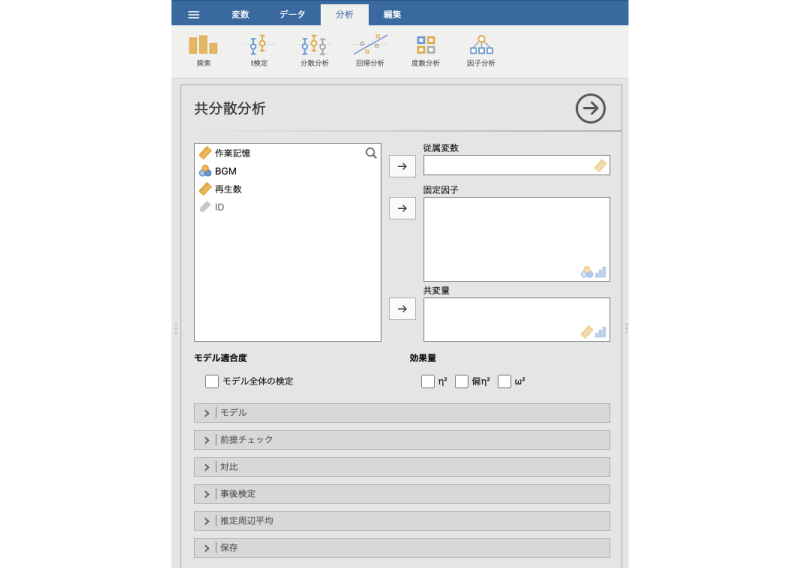 変数 データ 分析 編集
探索 t検定 分散分析 回帰分析 度数分析 因子分析
共分散分析
作業記憶
BGM
再生数
ID
従属変数
固定因子
共変量
モデル適合度
モデル全体の検定
効果量
η² 偏η² ω²
モデル
前提チェック
対比
事後検定
推定周辺平均
保存